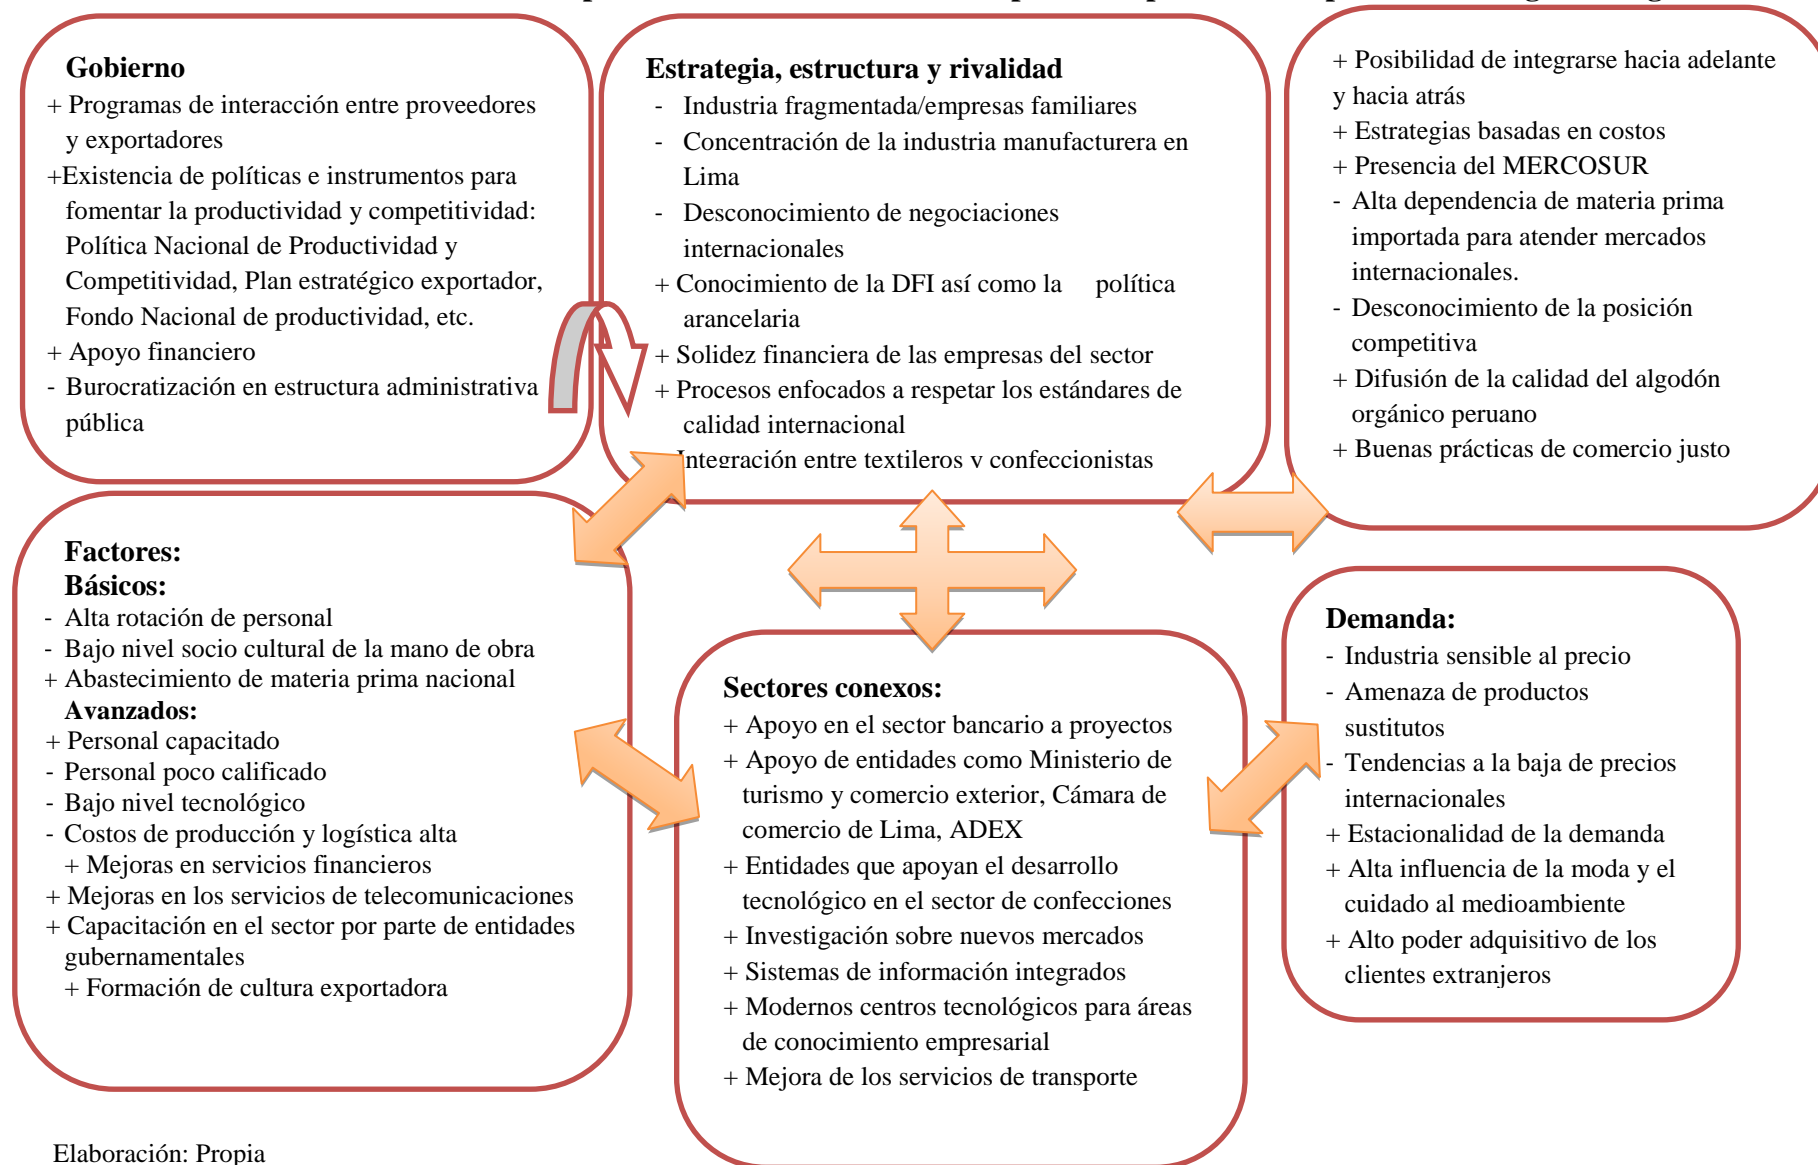 Gobierno
+ Programas de interacción entre proveedores
y exportadores
+Existencia de políticas e instrumentos para
fomentar la productividad y competitividad:
Política Nacional de Productividad y
Competitividad, Plan estratégico exportador,
Fondo Nacional de productividad, etc.
+ Apoyo financiero
- Burocratización en estructura administrativa
pública
Estrategia, estructura y rivalidad
- Industria fragmentada/empresas familiares
- Concentración de la industria manufacturera en
Lima
- Desconocimiento de negociaciones
internacionales
+ Conocimiento de la DFI así como la política
arancelaria
+ Solidez financiera de las empresas del sector
+ Procesos enfocados a respetar los estándares de
calidad internacional
Integración entre textileros y confeccionistas
+ Posibilidad de integrarse hacia adelante
y hacia atrás
+ Estrategias basadas en costos
+ Presencia del MERCOSUR
- Alta dependencia de materia prima
importada para atender mercados
internacionales.
- Desconocimiento de la posición
competitiva
+ Difusión de la calidad del algodón
orgánico peruano
+ Buenas prácticas de comercio justo
Factores:
Básicos:
- Alta rotación de personal
- Bajo nivel socio cultural de la mano de obra
+ Abastecimiento de materia prima nacional
Avanzados:
+ Personal capacitado
- Personal poco calificado
- Bajo nivel tecnológico
- Costos de producción y logística alta
+ Mejoras en servicios financieros
+ Mejoras en los servicios de telecomunicaciones
+ Capacitación en el sector por parte de entidades
gubernamentales
+ Formación de cultura exportadora
Sectores conexos:
+ Apoyo en el sector bancario a proyectos
+ Apoyo de entidades como Ministerio de
turismo y comercio exterior, Cámara de
comercio de Lima, ADEX
+ Entidades que apoyan el desarrollo
tecnológico en el sector de confecciones
+ Investigación sobre nuevos mercados
+ Sistemas de información integrados
+ Modernos centros tecnológicos para áreas
de conocimiento empresarial
+ Mejora de los servicios de transporte
Demanda:
- Industria sensible al precio
- Amenaza de productos
sustitutos
- Tendencias a la baja de precios
internacionales
+ Estacionalidad de la demanda
+ Alta influencia de la moda y el
cuidado al medioambiente
+ Alto poder adquisitivo de los
clientes extranjeros
Elaboración: Propia